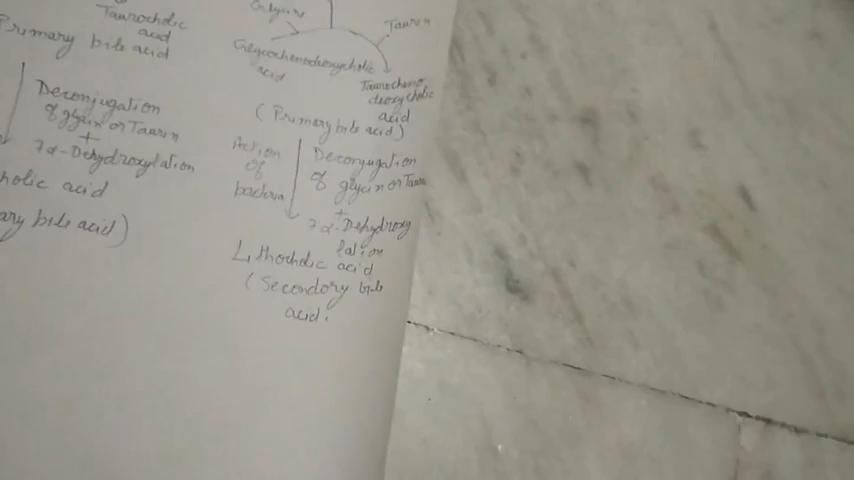 Taurocholic
acid
Primary bile acid
Deconjugation
of glycin or Taurin
+
7α-Dehydroxylation
holic acid
ary bile acid)
Glycine
Taurin
Glycochenodeoxycholic
acid
Taurocheno
deoxycholic
acid
(Primary bile acid)
Action
of
bacteria
Deconjugation
of glycin or Taurin
+
7α-Dehydroxy
lation
Lithocholic acid
(Secondory bile
acid.